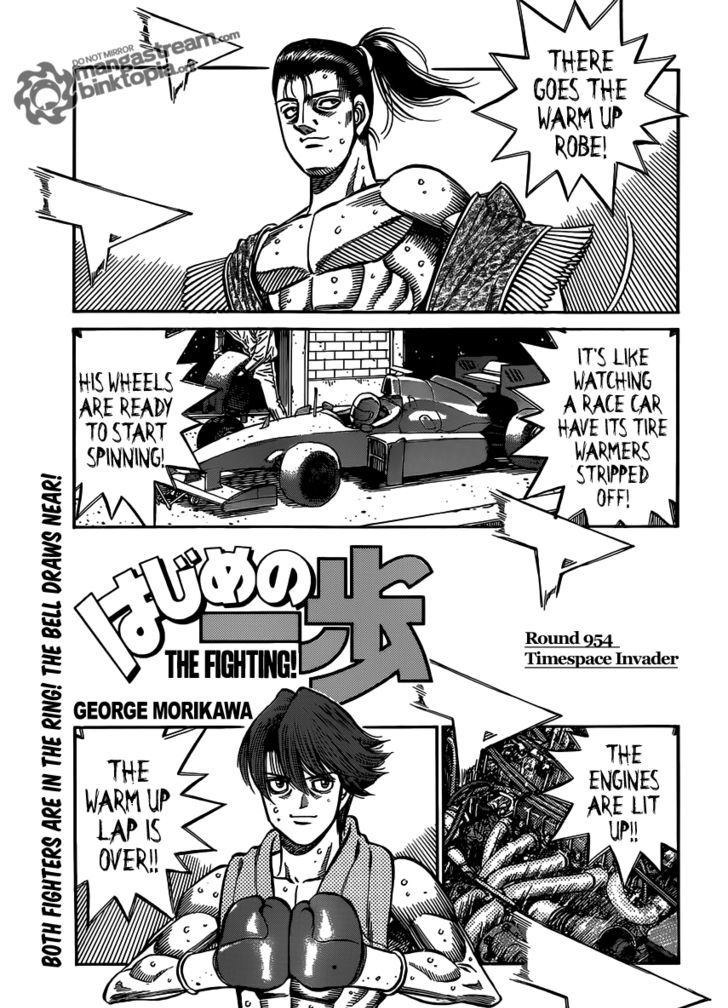 DO NOT MIRROR
mangastream.com
binktopia.com
THERE
GOES THE
WARM UP
ROBE!
IT'S LIKE
WATCHING
A RACE CAR
HAVE ITS TIRE
WARMERS
STRIPPED
OFF!
HIS WHEELS
ARE READY
TO START
SPINNING!
BOTH FIGHTERS ARE IN THE RING! THE BELL DRAWS NEAR!
はじめの一歩
THE FIGHTING!
GEORGE MORIKAWA
Round 954
Timespace Invader
THE
ENGINES
ARE LIT
UP!!
THE
WARM UP
LAP IS
OVER!!